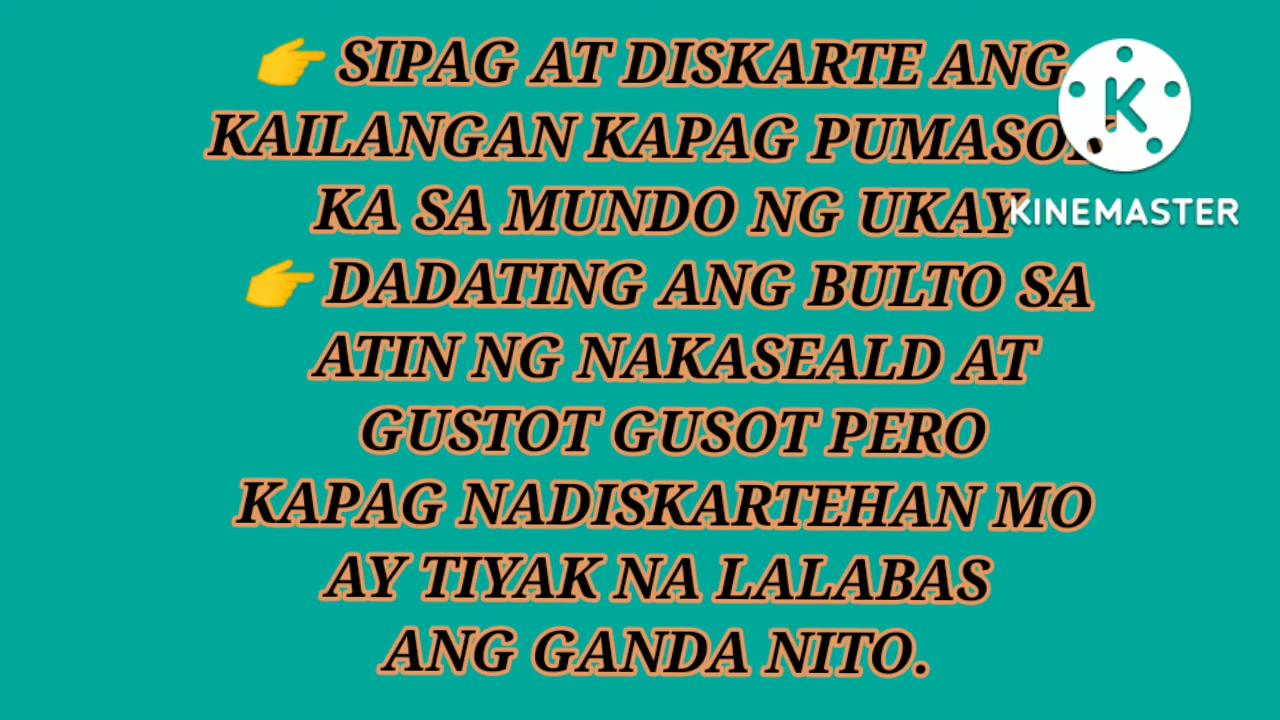 👉 SIPAG AT DISKARTE ANG
KAILANGAN KAPAG PUMASOK
KA SA MUNDO NG UKAY
👉 DADATING ANG BULTO SA
ATIN NG NAKASEALD AT
GUSTOT GUSOT PERO
KAPAG NADISKARTEHAN MO
AY TIYAK NA LALABAS
ANG GANDA NITO.
K
KINEMASTER